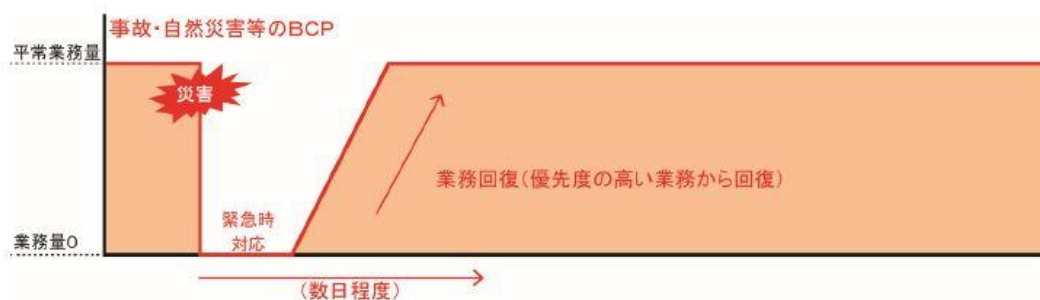 事故・自然災害等のBCP
平常業務量
災害
業務回復(優先度の高い業務から回復)
緊急時
対応
業務量0
(数日程度)